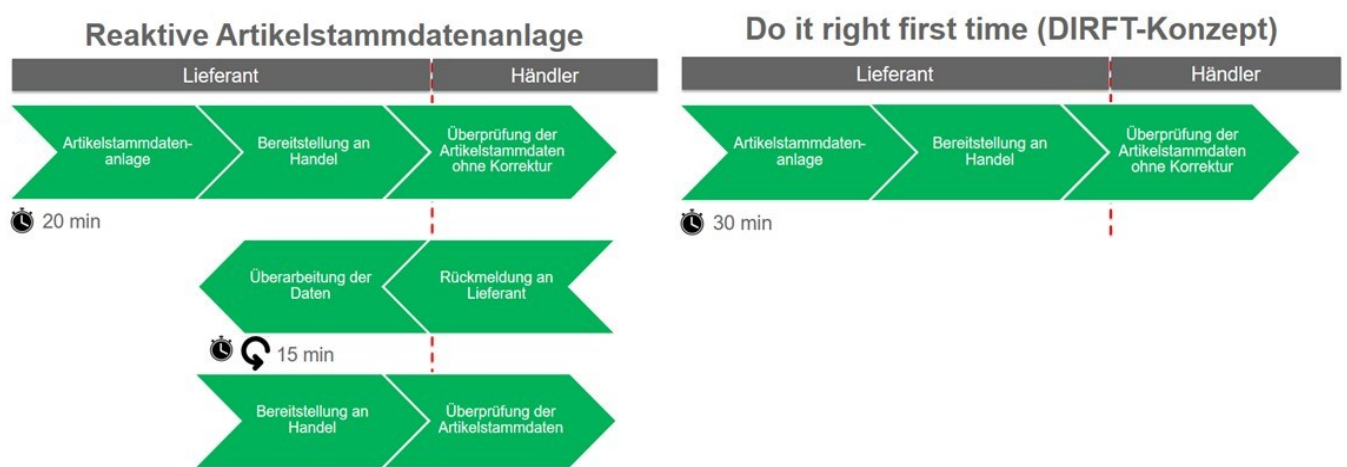 Reaktive Artikelstammdatenanlage
Lieferant
Händler
Artikelstammdaten-
anlage
Bereitstellung an
Handel
Überprüfung der
Artikelstammdaten
ohne Korrektur
20 min
Überarbeitung der
Daten
Rückmeldung an
Lieferant
15 min
Bereitstellung an
Handel
Überprüfung der
Artikelstammdaten
Do it right first time (DIRFT-Konzept)
Lieferant
Händler
Artikelstammdaten-
anlage
Bereitstellung an
Handel
Überprüfung der
Artikelstammdaten
ohne Korrektur
30 min